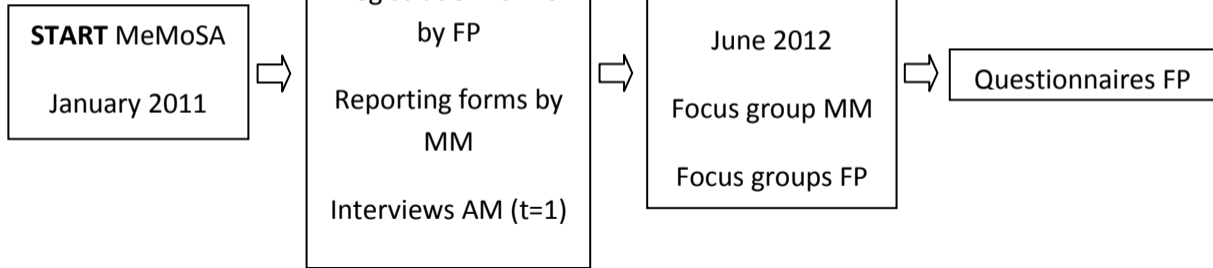 START MeMoSA
January 2011
by FP
Reporting forms by
MM
Interviews AM (t=1)
June 2012
Focus group MM
Focus groups FP
Questionnaires FP